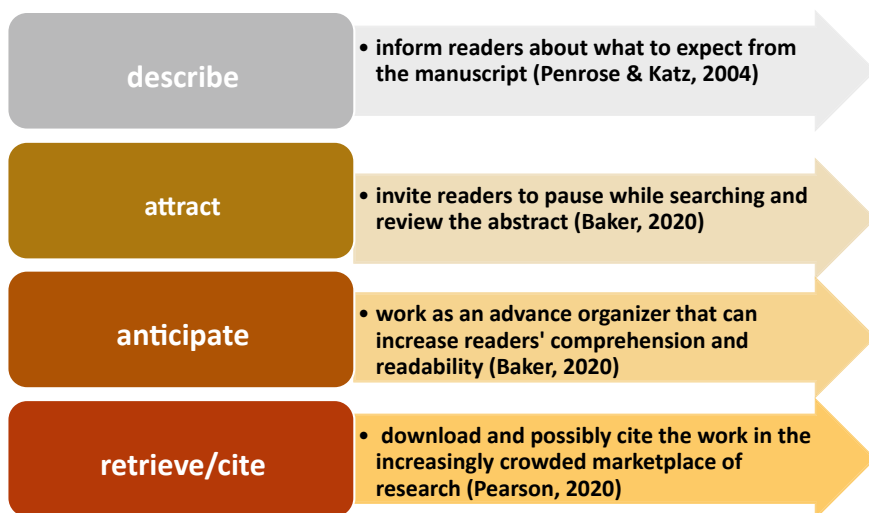 describe
• inform readers about what to expect from
the manuscript (Penrose & Katz, 2004)
attract
• invite readers to pause while searching and
review the abstract (Baker, 2020)
anticipate
• work as an advance organizer that can
increase readers' comprehension and
readability (Baker, 2020)
retrieve/cite
• download and possibly cite the work in the
increasingly crowded marketplace of
research (Pearson, 2020)